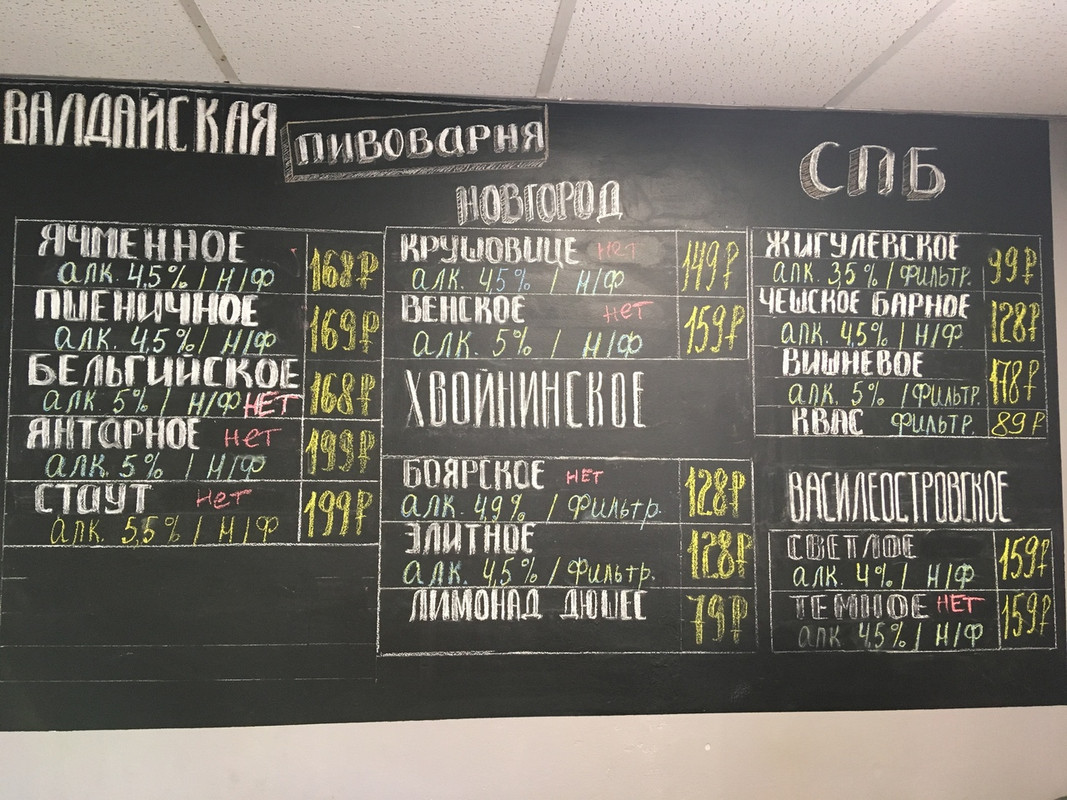 ВАЛДАЙСКАЯ
ПИВОВАРНЯ
ЯЧМЕННОЕ 168₽
АЛК. 4,5% / Н/Ф
ПШЕНИЧНОЕ 169₽
АЛК. 4,5% / Н/Ф
БЕЛЬГИЙСКОЕ 168₽
АЛК. 5% / Н/Ф НЕТ
ЯНТАРНОЕ НЕТ 199₽
АЛК. 5% / Н/Ф
СТАУТ НЕТ 199₽
АЛК. 5,5% / Н/Ф
НОВГОРОД
КРУШОВИЦЕ НЕТ 149₽
АЛК. 4,5% / Н/Ф
ВЕНСКОЕ НЕТ 159₽
АЛК. 5% / Н/Ф
ХВОЙНИНСКОЕ
БОЯРСКОЕ НЕТ 128₽
АЛК. 4,9% / Фильтр.
ЭЛИТНОЕ 128₽
АЛК. 4,5% / Фильтр.
ЛИМОНАД ДЮШЕС 79₽
СПБ
ЖИГУЛЕВСКОЕ 99₽
АЛК. 3,5% / ФИЛЬТР.
ЧЕШСКОЕ БАРНОЕ 128₽
АЛК. 4,5% / Н/Ф
ВИШНЕВОЕ 178₽
АЛК. 5% / ФИЛЬТР.
КВАС ФИЛЬТР. 89₽
ВАСИЛЕОСТРОВСКОЕ
СВЕТЛОЕ 159₽
АЛК. 4% / Н/Ф
ТЕМНОЕ НЕТ 159₽
АЛК 4,5% / Н/Ф